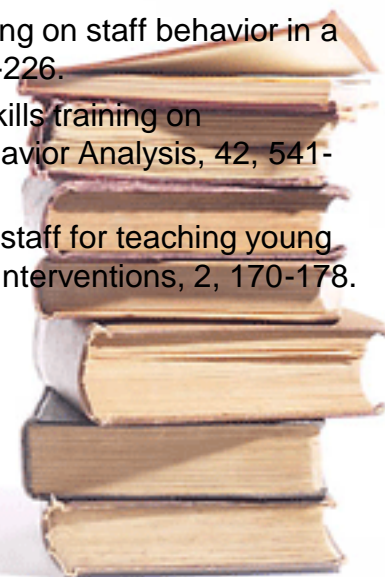 ng on staff behavior in a
-226.
kills training on
avior Analysis, 42, 541-
staff for teaching young
nterventions, 2, 170-178.